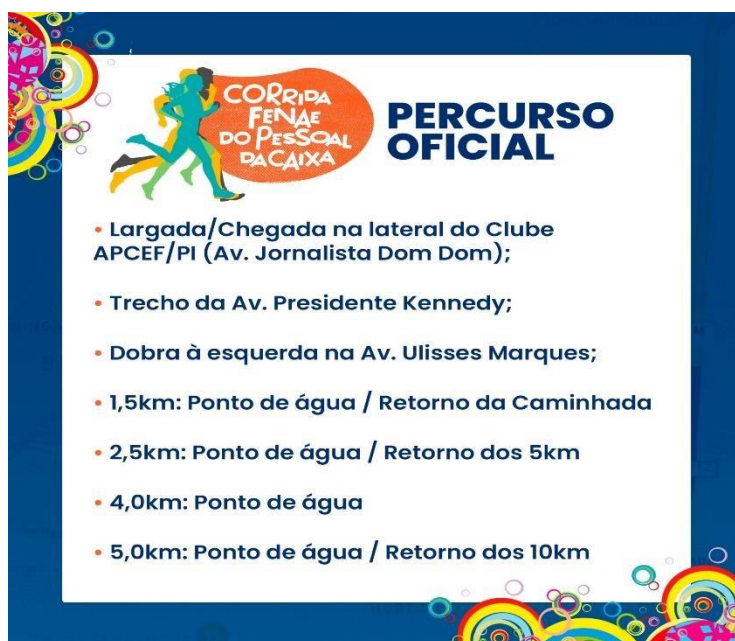 CORRIDA
FENAE
DO PESSOAL
DA CAIXA
PERCURSO
OFICIAL
• Largada/Chegada na lateral do Clube
APCEF/PI (Av. Jornalista Dom Dom);
• Trecho da Av. Presidente Kennedy;
• Dobra à esquerda na Av. Ulisses Marques;
• 1,5km: Ponto de água / Retorno da Caminhada
• 2,5km: Ponto de água / Retorno dos 5km
• 4,0km: Ponto de água
• 5,0km: Ponto de água / Retorno dos 10km